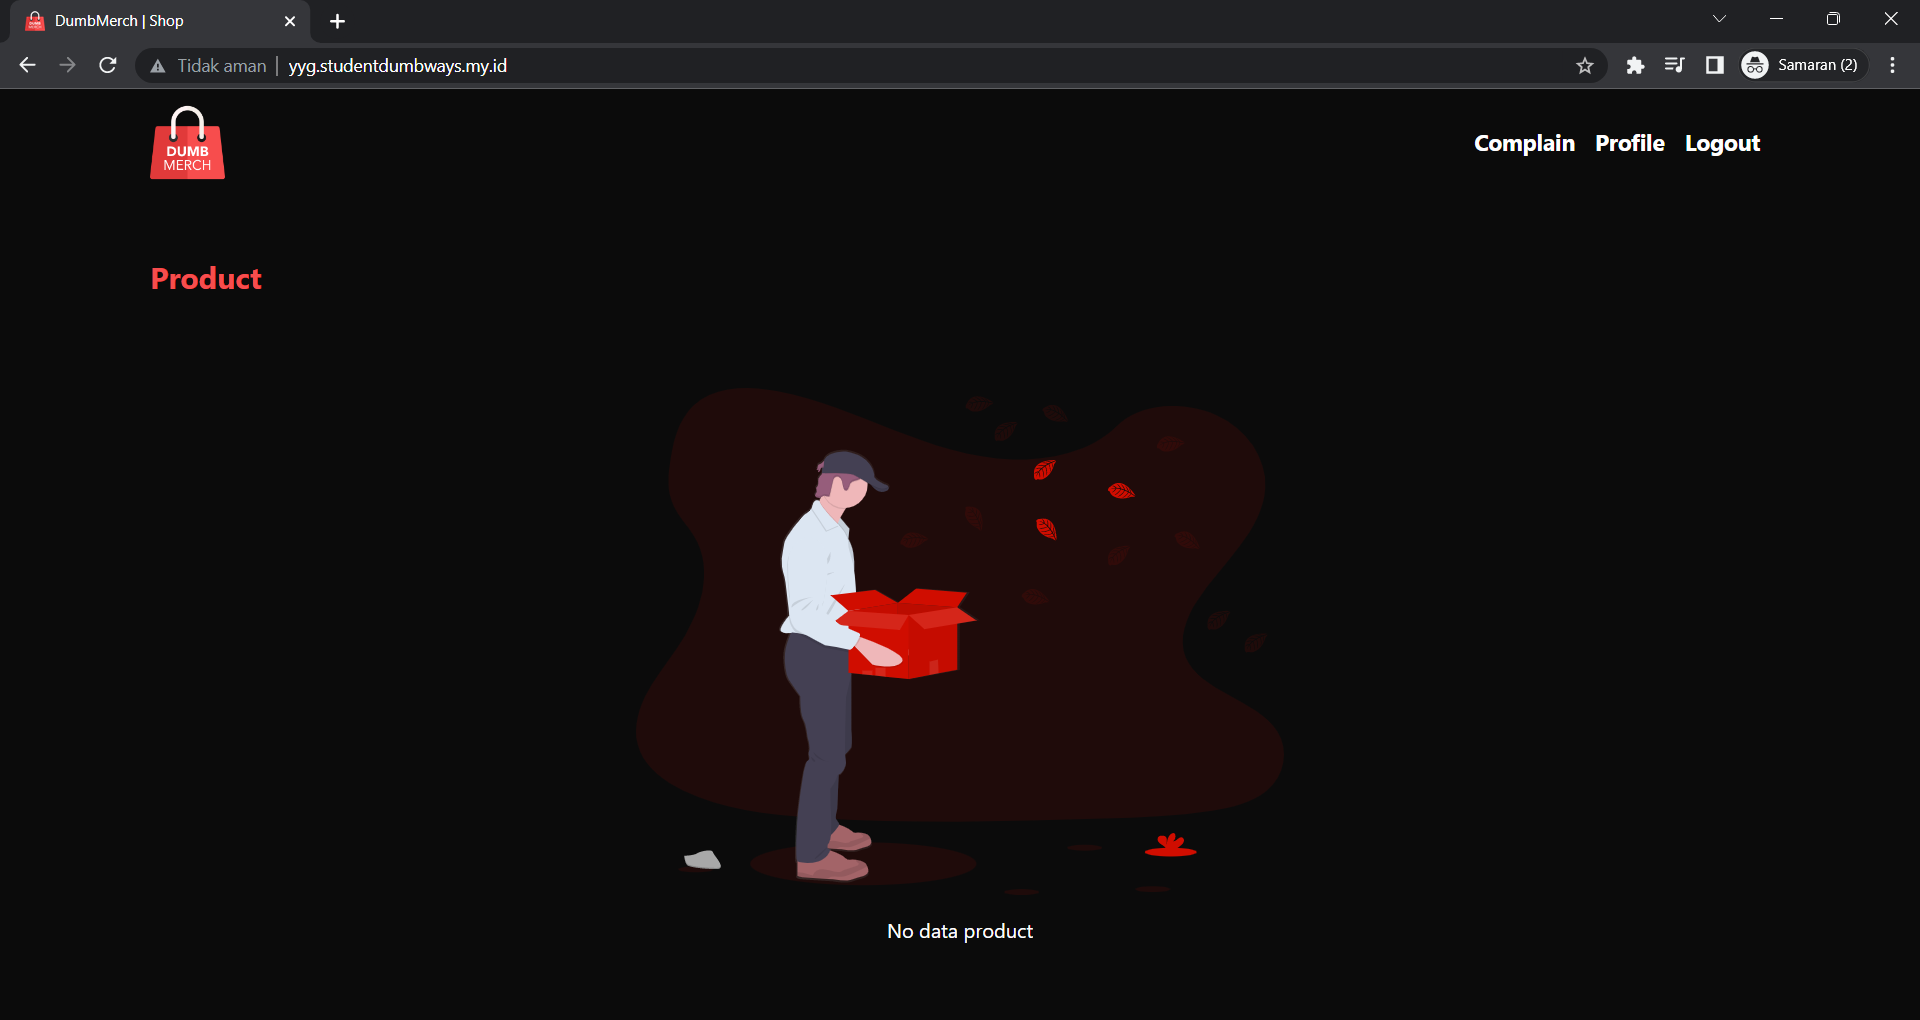 DumbMerch | Shop
Tidak aman
yyg.studentdumbways.my.id
Samaran (2)
DUMB
MERCH
Complain Profile Logout
Product
No data product